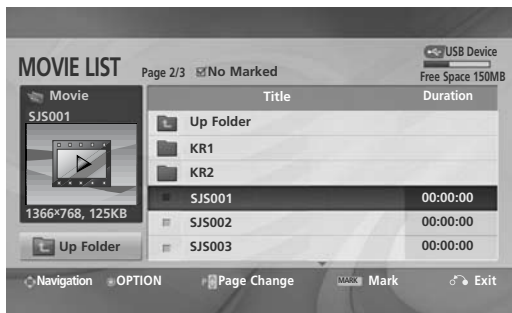 USB Device
MOVIE LIST Page 2/3 No Marked Free Space 150MB
Movie Title Duration
SJS001
Up Folder
KR1
KR2
SJS001 00:00:00
1366×768, 125KB
SJS002 00:00:00
Up Folder SJS003 00:00:00
Navigation OPTION P Page Change MARK Mark Exit